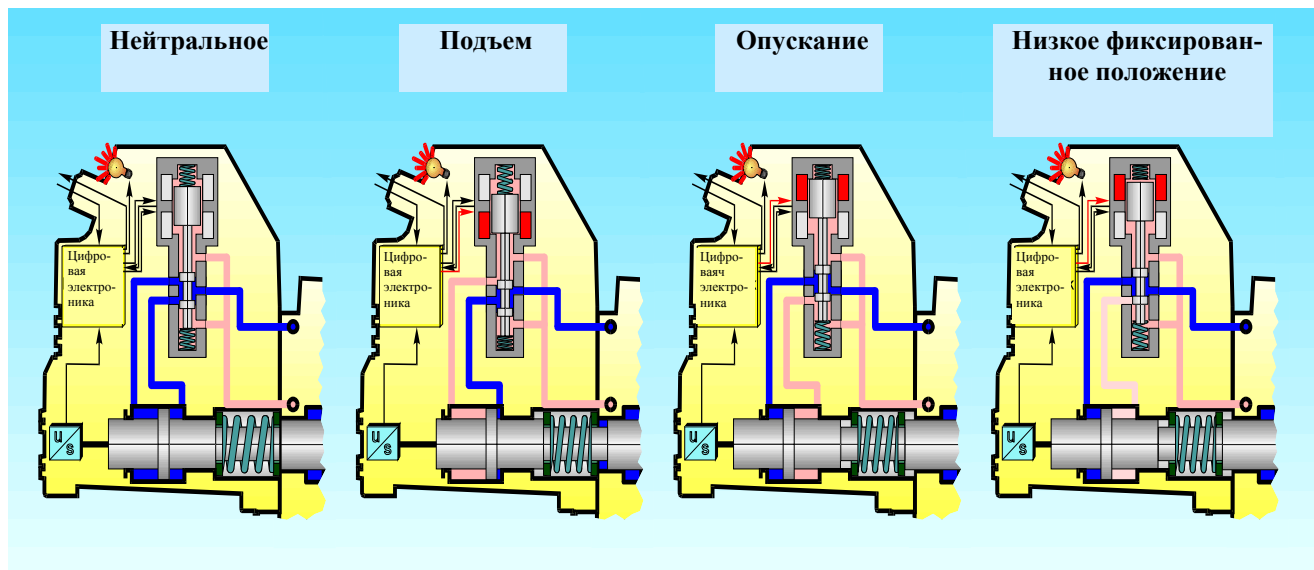 Нейтральное
Подъем
Опускание
Низкое фиксирован-
ное положение
Цифро-
вая
электро-
ника
Цифро-
вая
электро-
ника
Цифро-
ваяч
электро-
ника
Цифро-
вая
электро-
ника
u
s
u
s
u
s
u
s